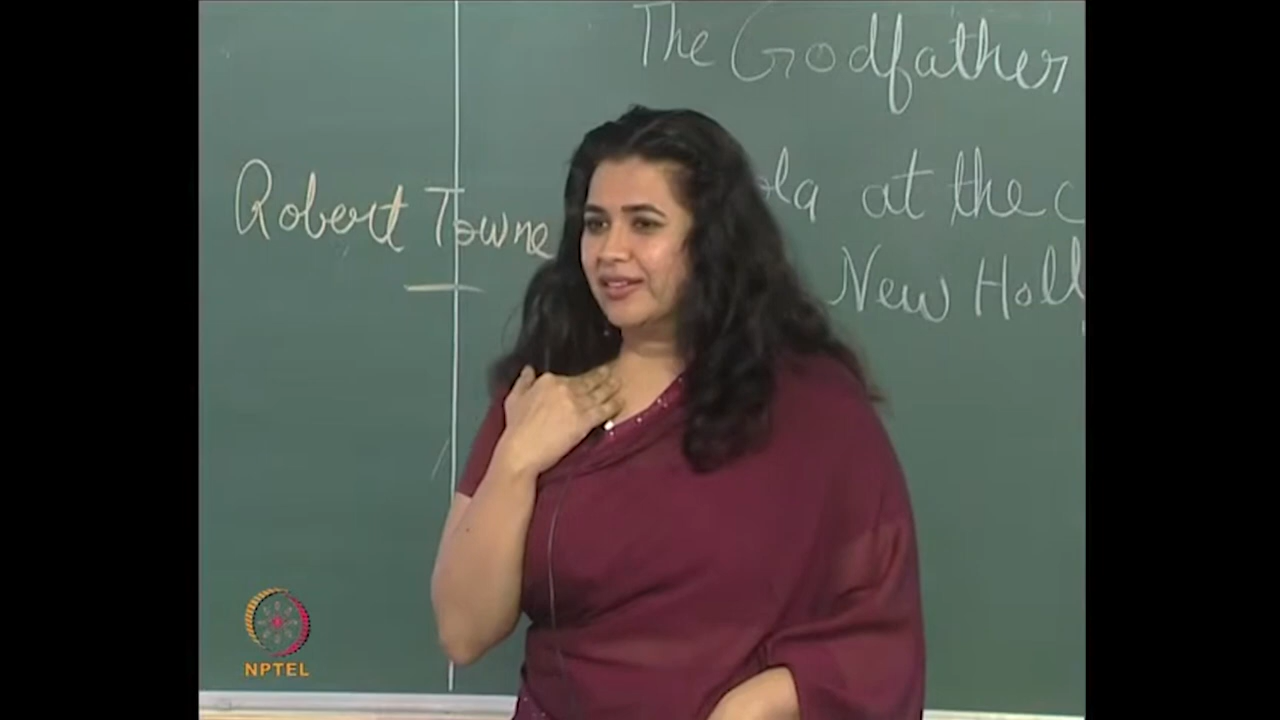 The Godfather
Robert Towne
ola at the c
New Holl
NPTEL